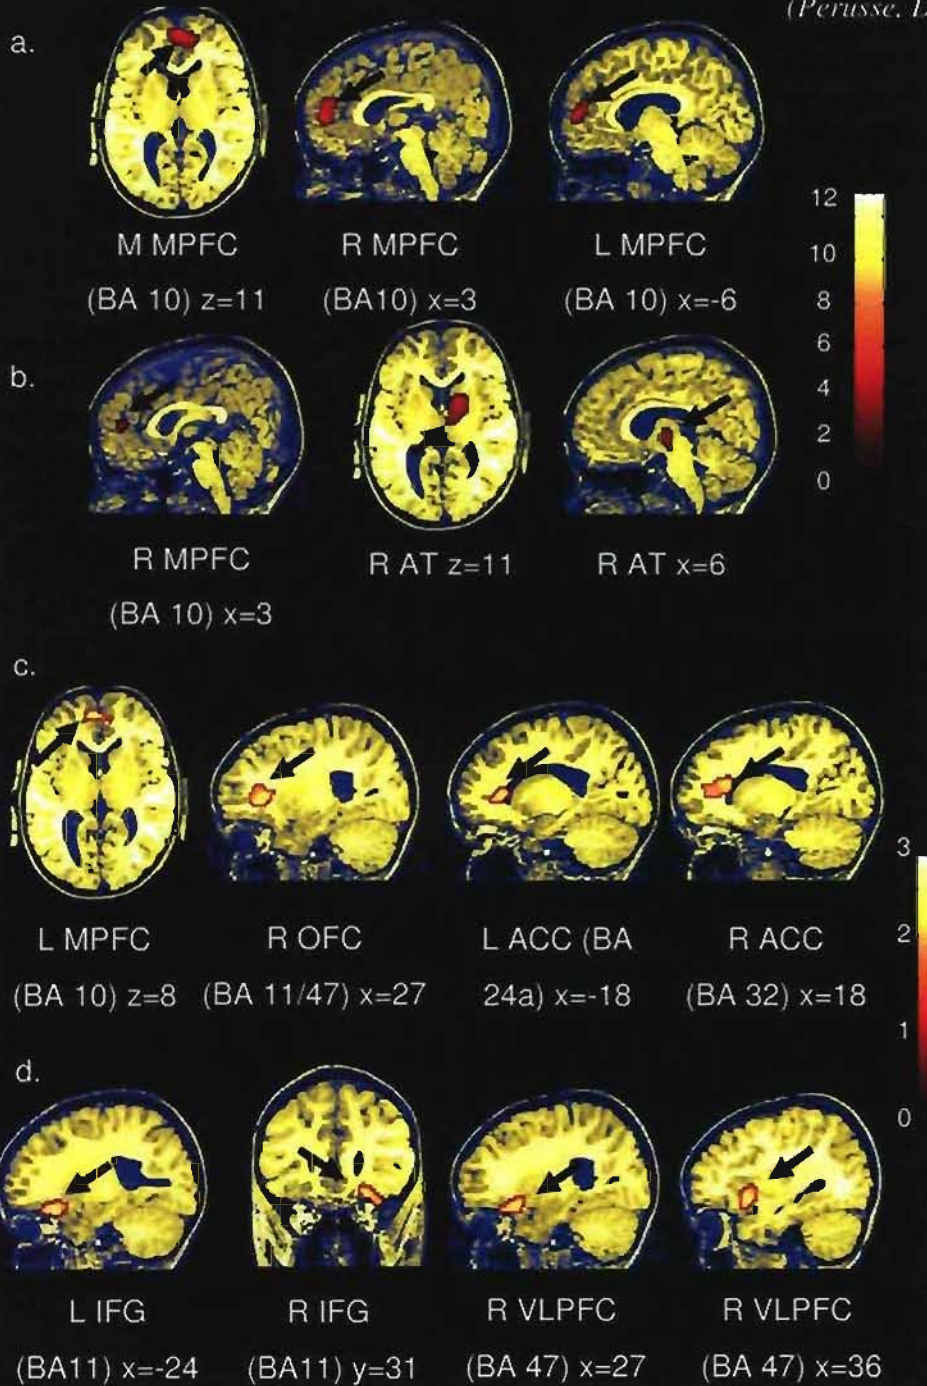 (Perusse,
a.
M MPFC
(BA 10) z=11
R MPFC
(BA10) x=3
L MPFC
(BA 10) x=-6
12
10
8
6
4
2
0
b.
R MPFC
(BA 10) x=3
R AT z=11
R AT x=6
c.
L MPFC
(BA 10) z=8
R OFC
(BA 11/47) x=27
L ACC (BA
24a) x=-18
R ACC
(BA 32) x=18
3
2
1
0
d.
L IFG
(BA11) x=-24
R IFG
(BA11) y=31
R VLPFC
(BA 47) x=27
R VLPFC
(BA 47) x=36